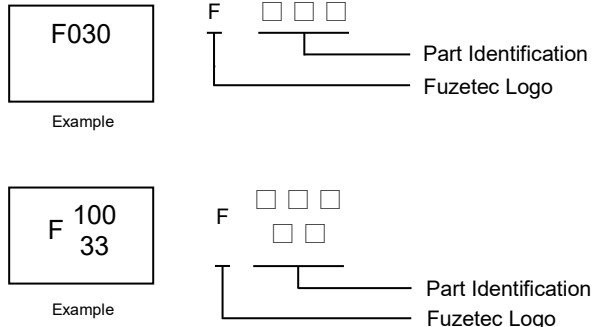 F030
Example
F □ □ □
Part Identification
Fuzetec Logo
F 100
33
Example
F □ □ □
□ □
Part Identification
Fuzetec Logo